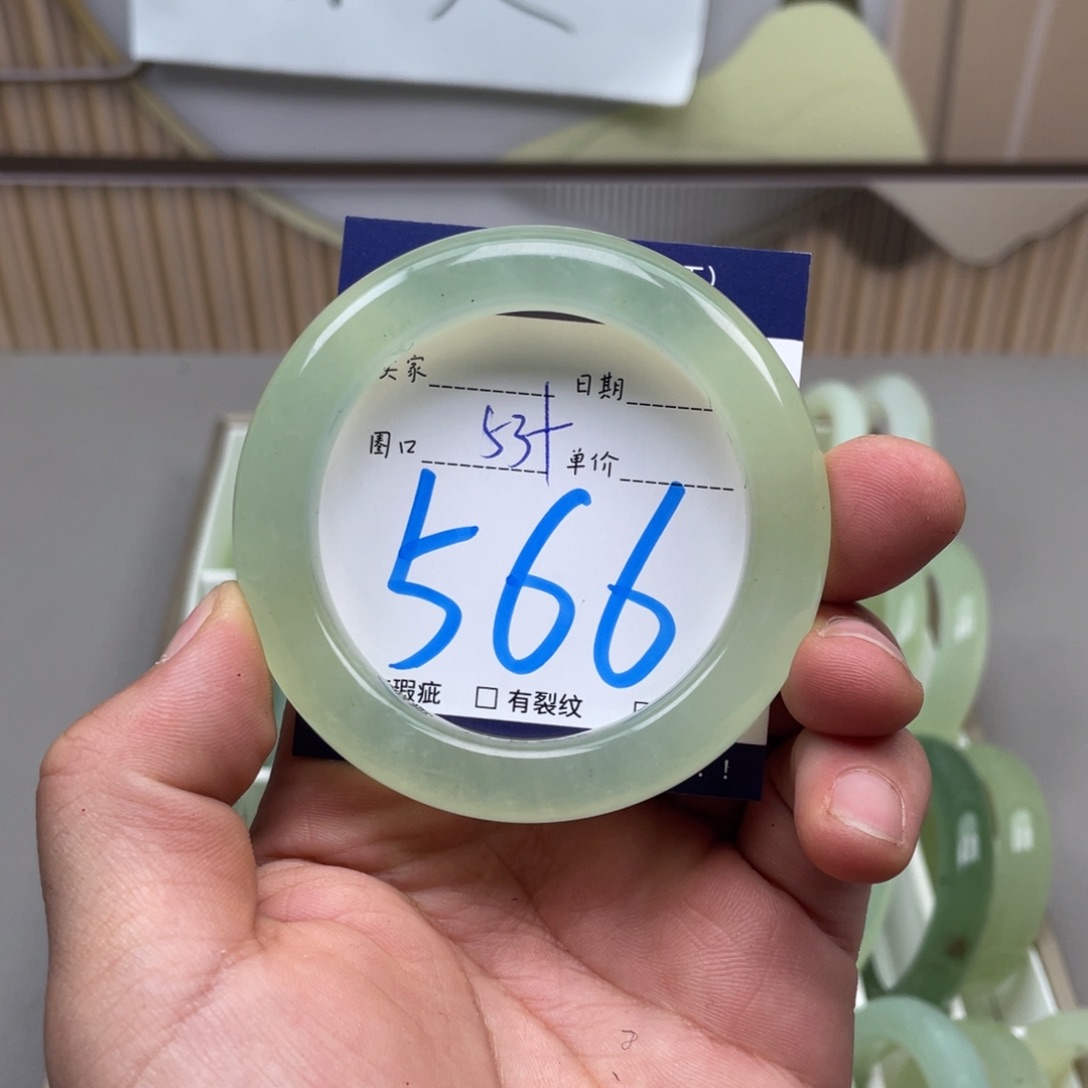 家 日期
圈口 53+ 单价
566
瑕疵 □ 有裂纹